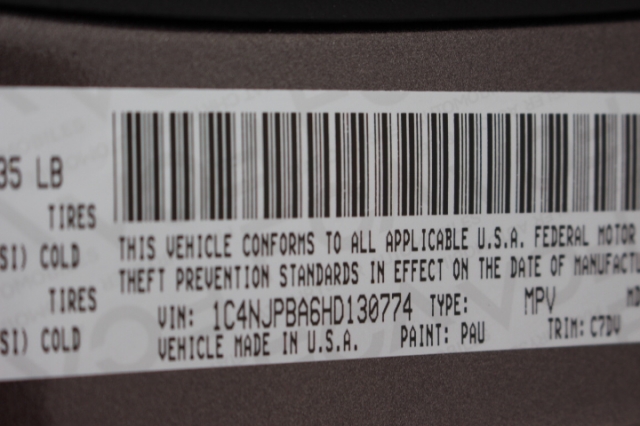 35 LB
TIRES
SI) COLD
TIRES
SI) COLD
THIS VEHICLE CONFORMS TO ALL APPLICABLE U.S.A. FEDERAL MOTOR
THEFT PREVENTION STANDARDS IN EFFECT ON THE DATE OF MANUFACTU
VIN: 1C4NJPBA6HD130774 TYPE: MPV
VEHICLE MADE IN U.S.A. PAINT: PAU TRIM: C7DV